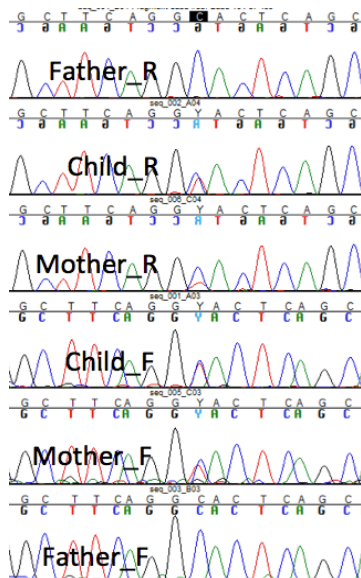 G C T T C A G G C A C T C A G C
C G A A G T C C G T G A G T C G
Father_R
seq_002_A04
G C T T C A G G Y A C T C A G C
C G A A G T C C T G A G T C G
Child_R
seq_006_C04
G C T T C A G G Y A C T C A G C
C G A A G T C C T G A G T C G
Mother_R
seq_001_A03
G C T T C A G G Y A C T C A G C
G C T T C A G G Y A C T C A G C
Child_F
seq_005_C03
G C T T C A G G Y A C T C A G C
G C T T C A G G Y A C T C A G C
Mother_F
seq_003_B03
G C T T C A G G C A C T C A G C
G C T T C A G G C A C T C A G C
Father_F